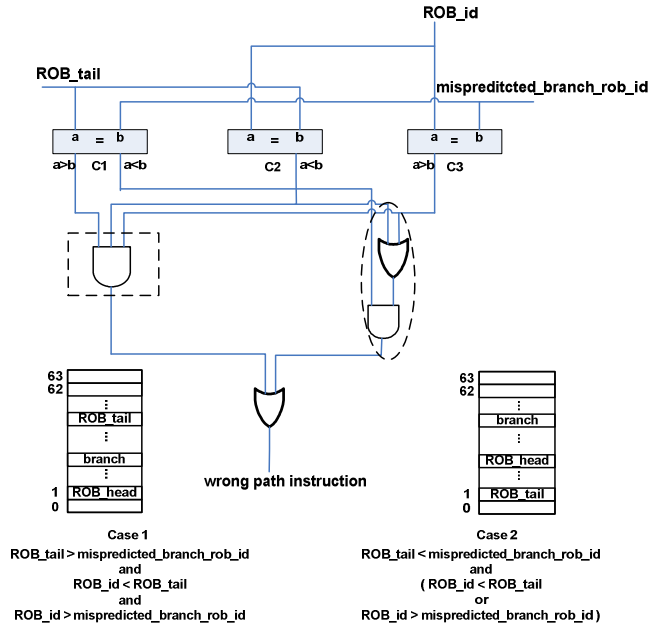 ROB_id
ROB_tail
mispreditcted_branch_rob_id
a = b
a = b
a = b
a>b C1 a<b
C2 a<b
a>b C3
63
62
ROB_tail
branch
1 ROB_head
0
wrong path instruction
63
62
branch
ROB_head
1 ROB_tail
0
Case 1
ROB_tail > mispredicted_branch_rob_id
and
ROB_id < ROB_tail
and
ROB_id > mispredicted_branch_rob_id
Case 2
ROB_tail < mispredicted_branch_rob_id
and
( ROB_id < ROB_tail
or
ROB_id > mispredicted_branch_rob_id )